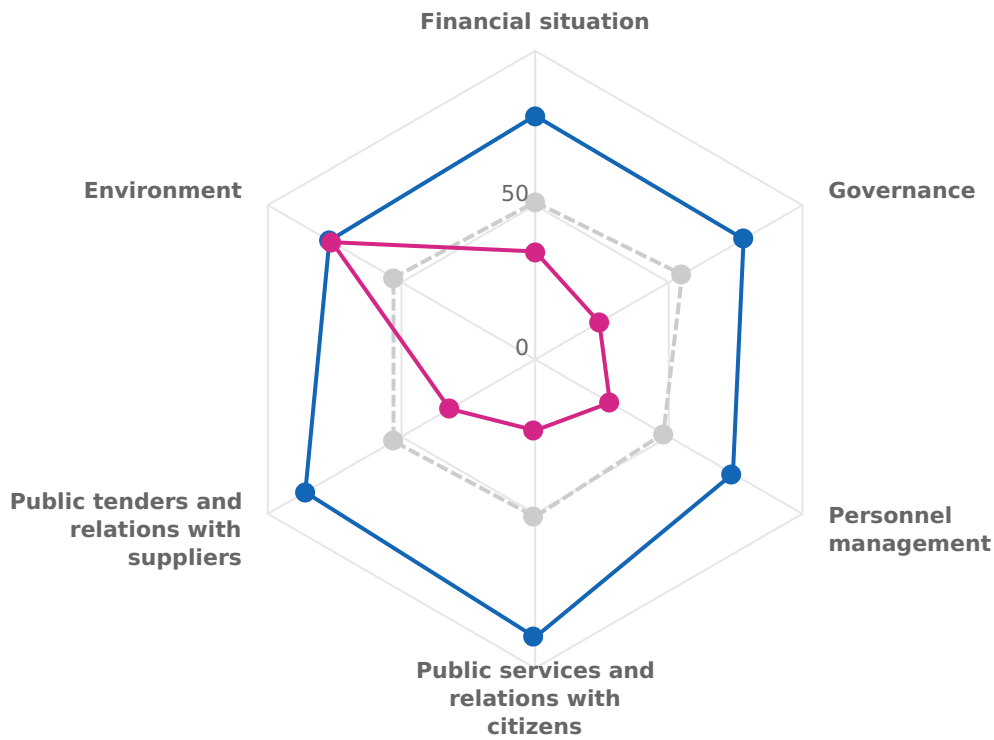 Financial situation
Environment
Governance
50
0
Public tenders and
relations with
suppliers
Personnel
management
Public services and
relations with
citizens